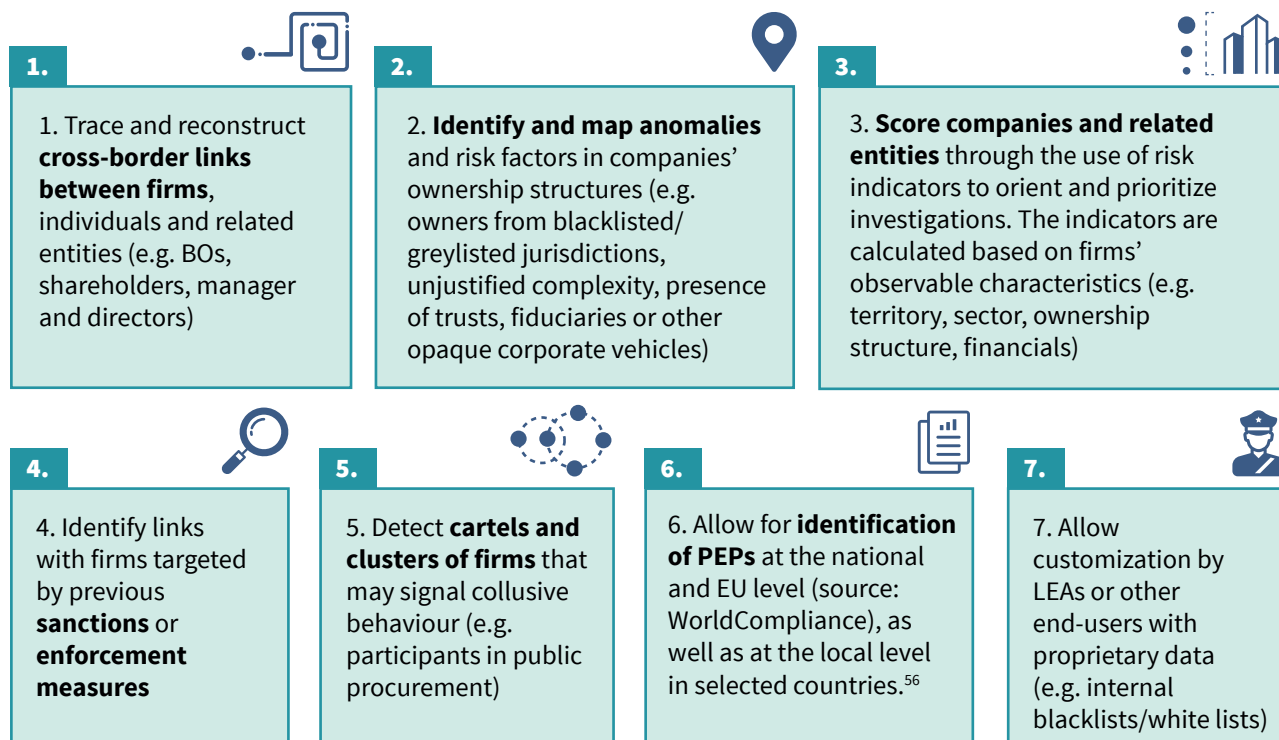 1.
1. Trace and reconstruct
cross-border links
between firms,
individuals and related
entities (e.g. BOs,
shareholders, manager
and directors)
2.
2. Identify and map anomalies
and risk factors in companies’
ownership structures (e.g.
owners from blacklisted/
greylisted jurisdictions,
unjustified complexity, presence
of trusts, fiduciaries or other
opaque corporate vehicles)
3.
3. Score companies and related
entities through the use of risk
indicators to orient and prioritize
investigations. The indicators are
calculated based on firms’
observable characteristics (e.g.
territory, sector, ownership
structure, financials)
4.
4. Identify links
with firms targeted
by previous
sanctions or
enforcement
measures
5.
5. Detect cartels and
clusters of firms that
may signal collusive
behaviour (e.g.
participants in public
procurement)
6.
6. Allow for identification
of PEPs at the national
and EU level (source:
WorldCompliance), as
well as at the local level
in selected countries.56
7.
7. Allow
customization by
LEAs or other
end-users with
proprietary data
(e.g. internal
blacklists/white lists)